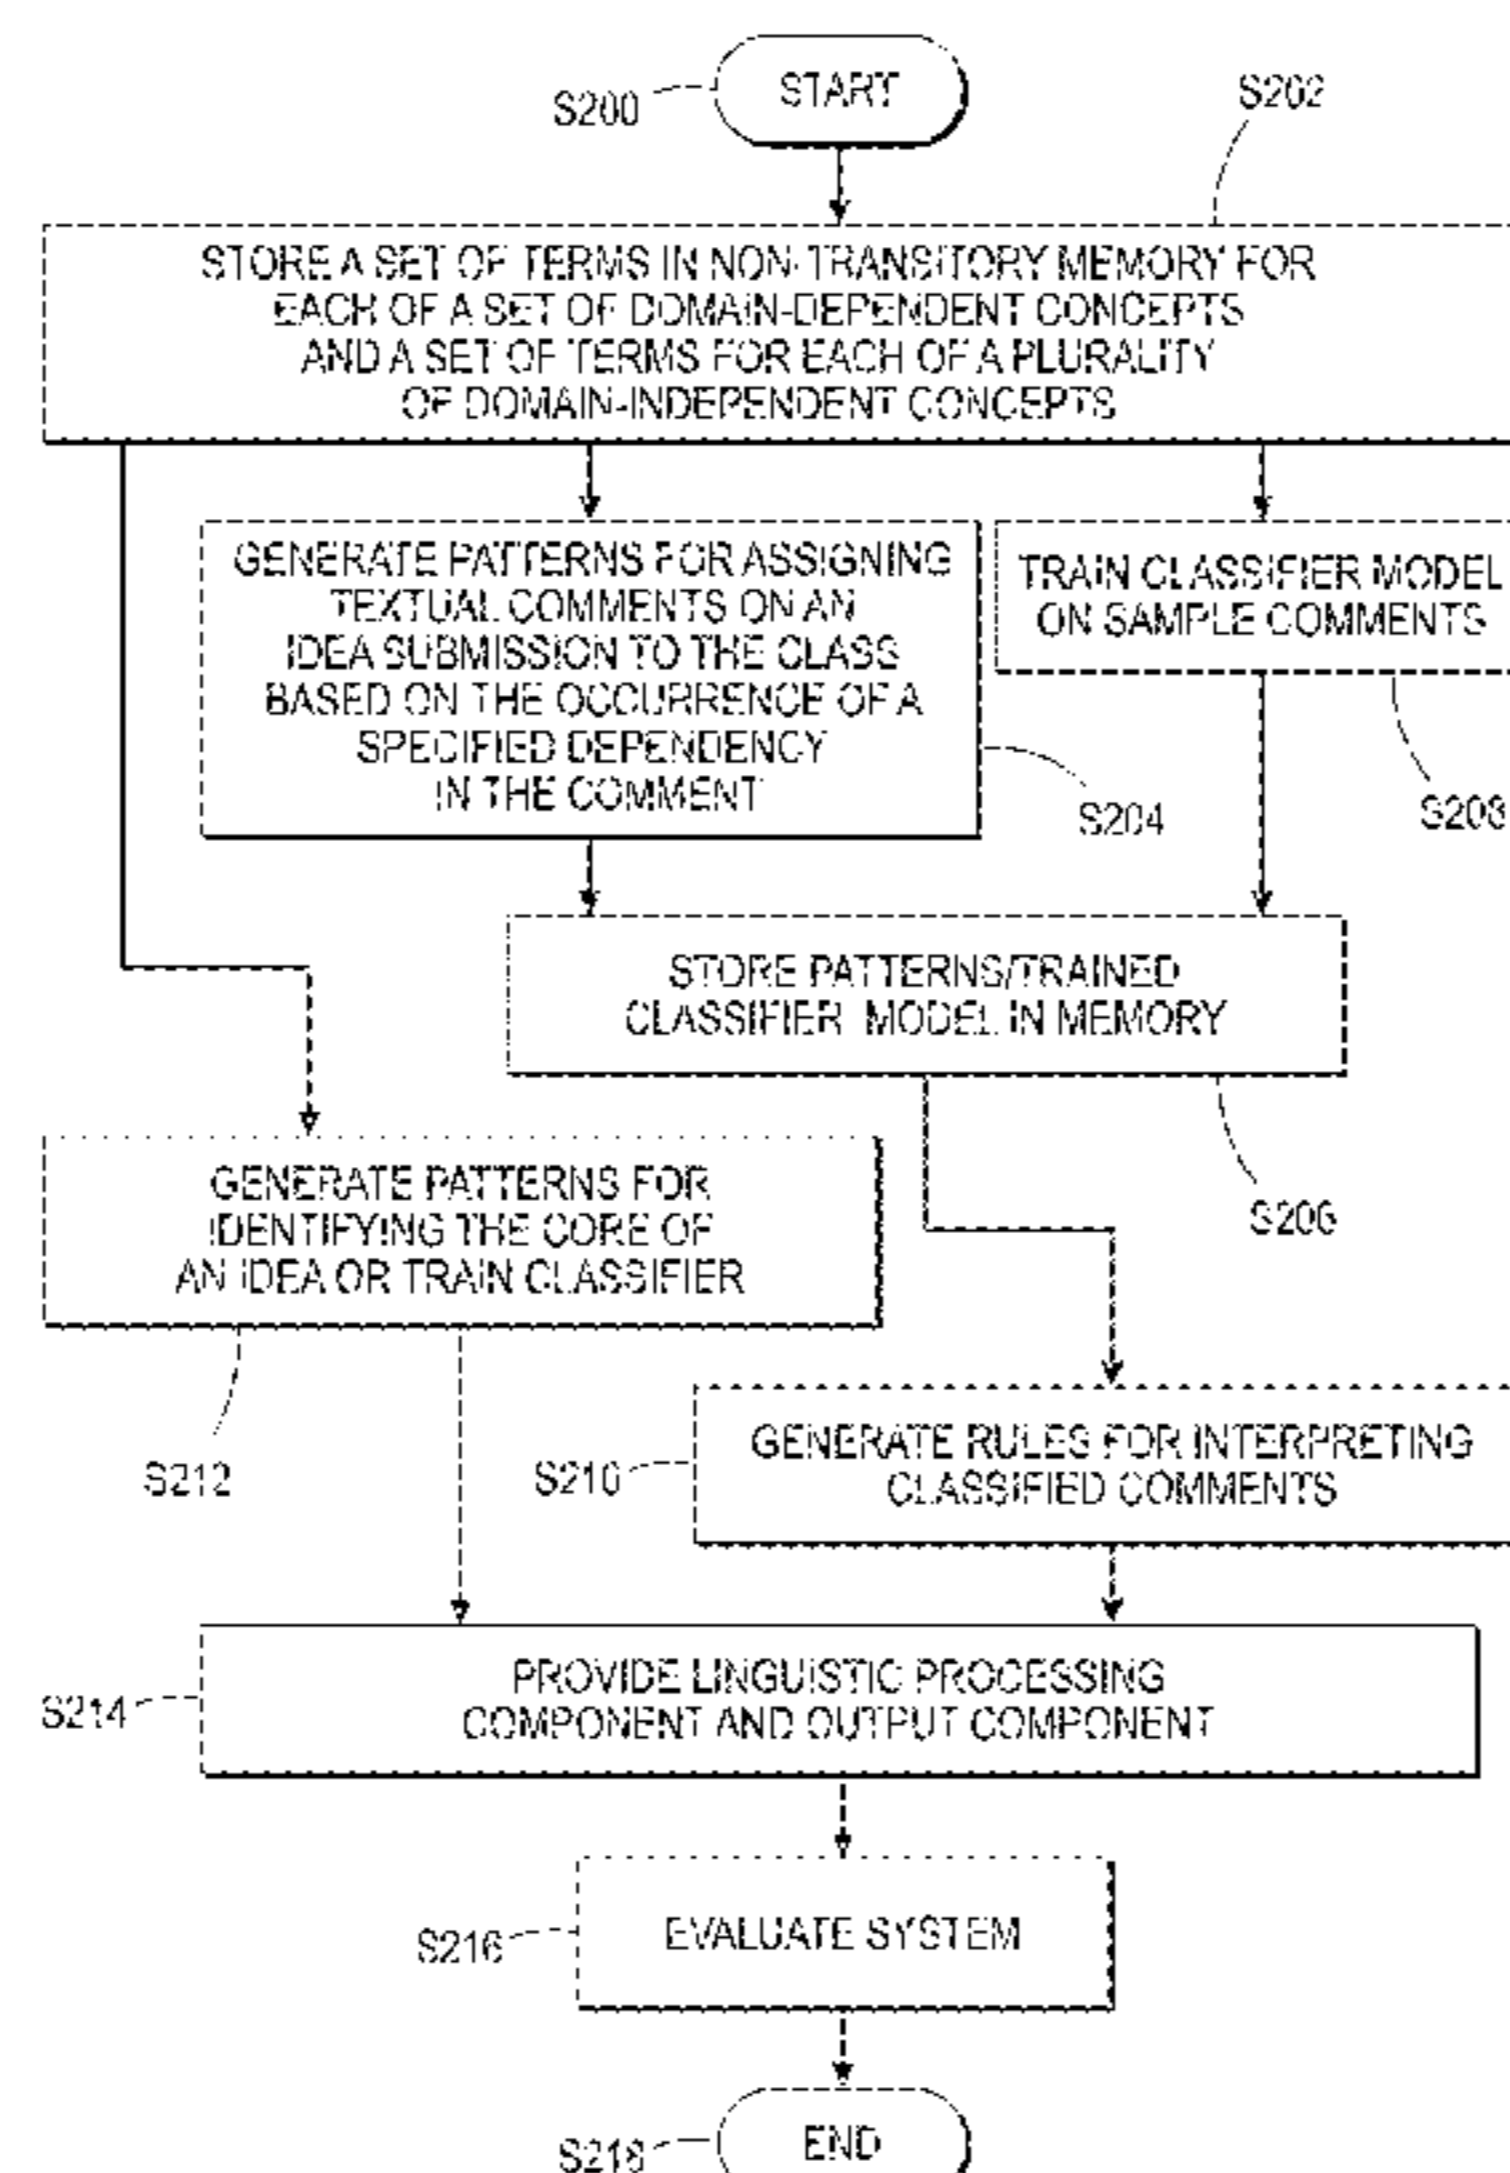 START
S200
S202
STORE A SET OF TERMS IN NON-TRANSITORY MEMORY FOR
EACH OF A SET OF DOMAIN-DEPENDENT CONCEPTS
AND A SET OF TERMS FOR EACH OF A PLURALITY
OF DOMAIN-INDEPENDENT CONCEPTS
GENERATE PATTERNS FOR ASSIGNING
TEXTUAL COMMENTS ON AN
IDEA SUBMISSION TO THE CLASS
BASED ON THE OCCURRENCE OF A
SPECIFIED DEPENDENCY
IN THE COMMENT
S204
TRAIN CLASSIFIER MODEL
ON SAMPLE COMMENTS
S208
STORE PATTERNS/TRAINED
CLASSIFIER MODEL IN MEMORY
S206
GENERATE PATTERNS FOR
IDENTIFYING THE CORE OF
AN IDEA OR TRAIN CLASSIFIER
S212
S210
GENERATE RULES FOR INTERPRETING
CLASSIFIED COMMENTS
S214
PROVIDE LINGUISTIC PROCESSING
COMPONENT AND OUTPUT COMPONENT
S216
EVALUATE SYSTEM
S218
END